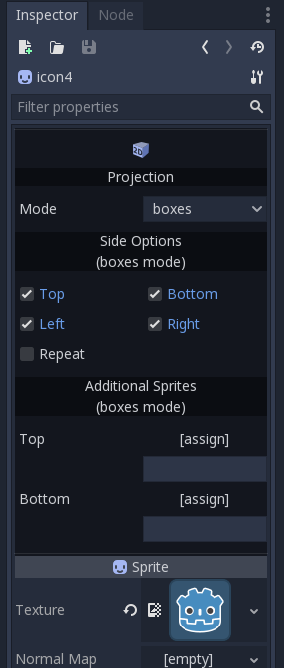 Inspector Node
icon4
Filter properties
2D
Projection
Mode boxes
Side Options
(boxes mode)
Top Bottom
Left Right
Repeat
Additional Sprites
(boxes mode)
Top [assign]
Bottom [assign]
Sprite
Texture
Normal Map [empty]